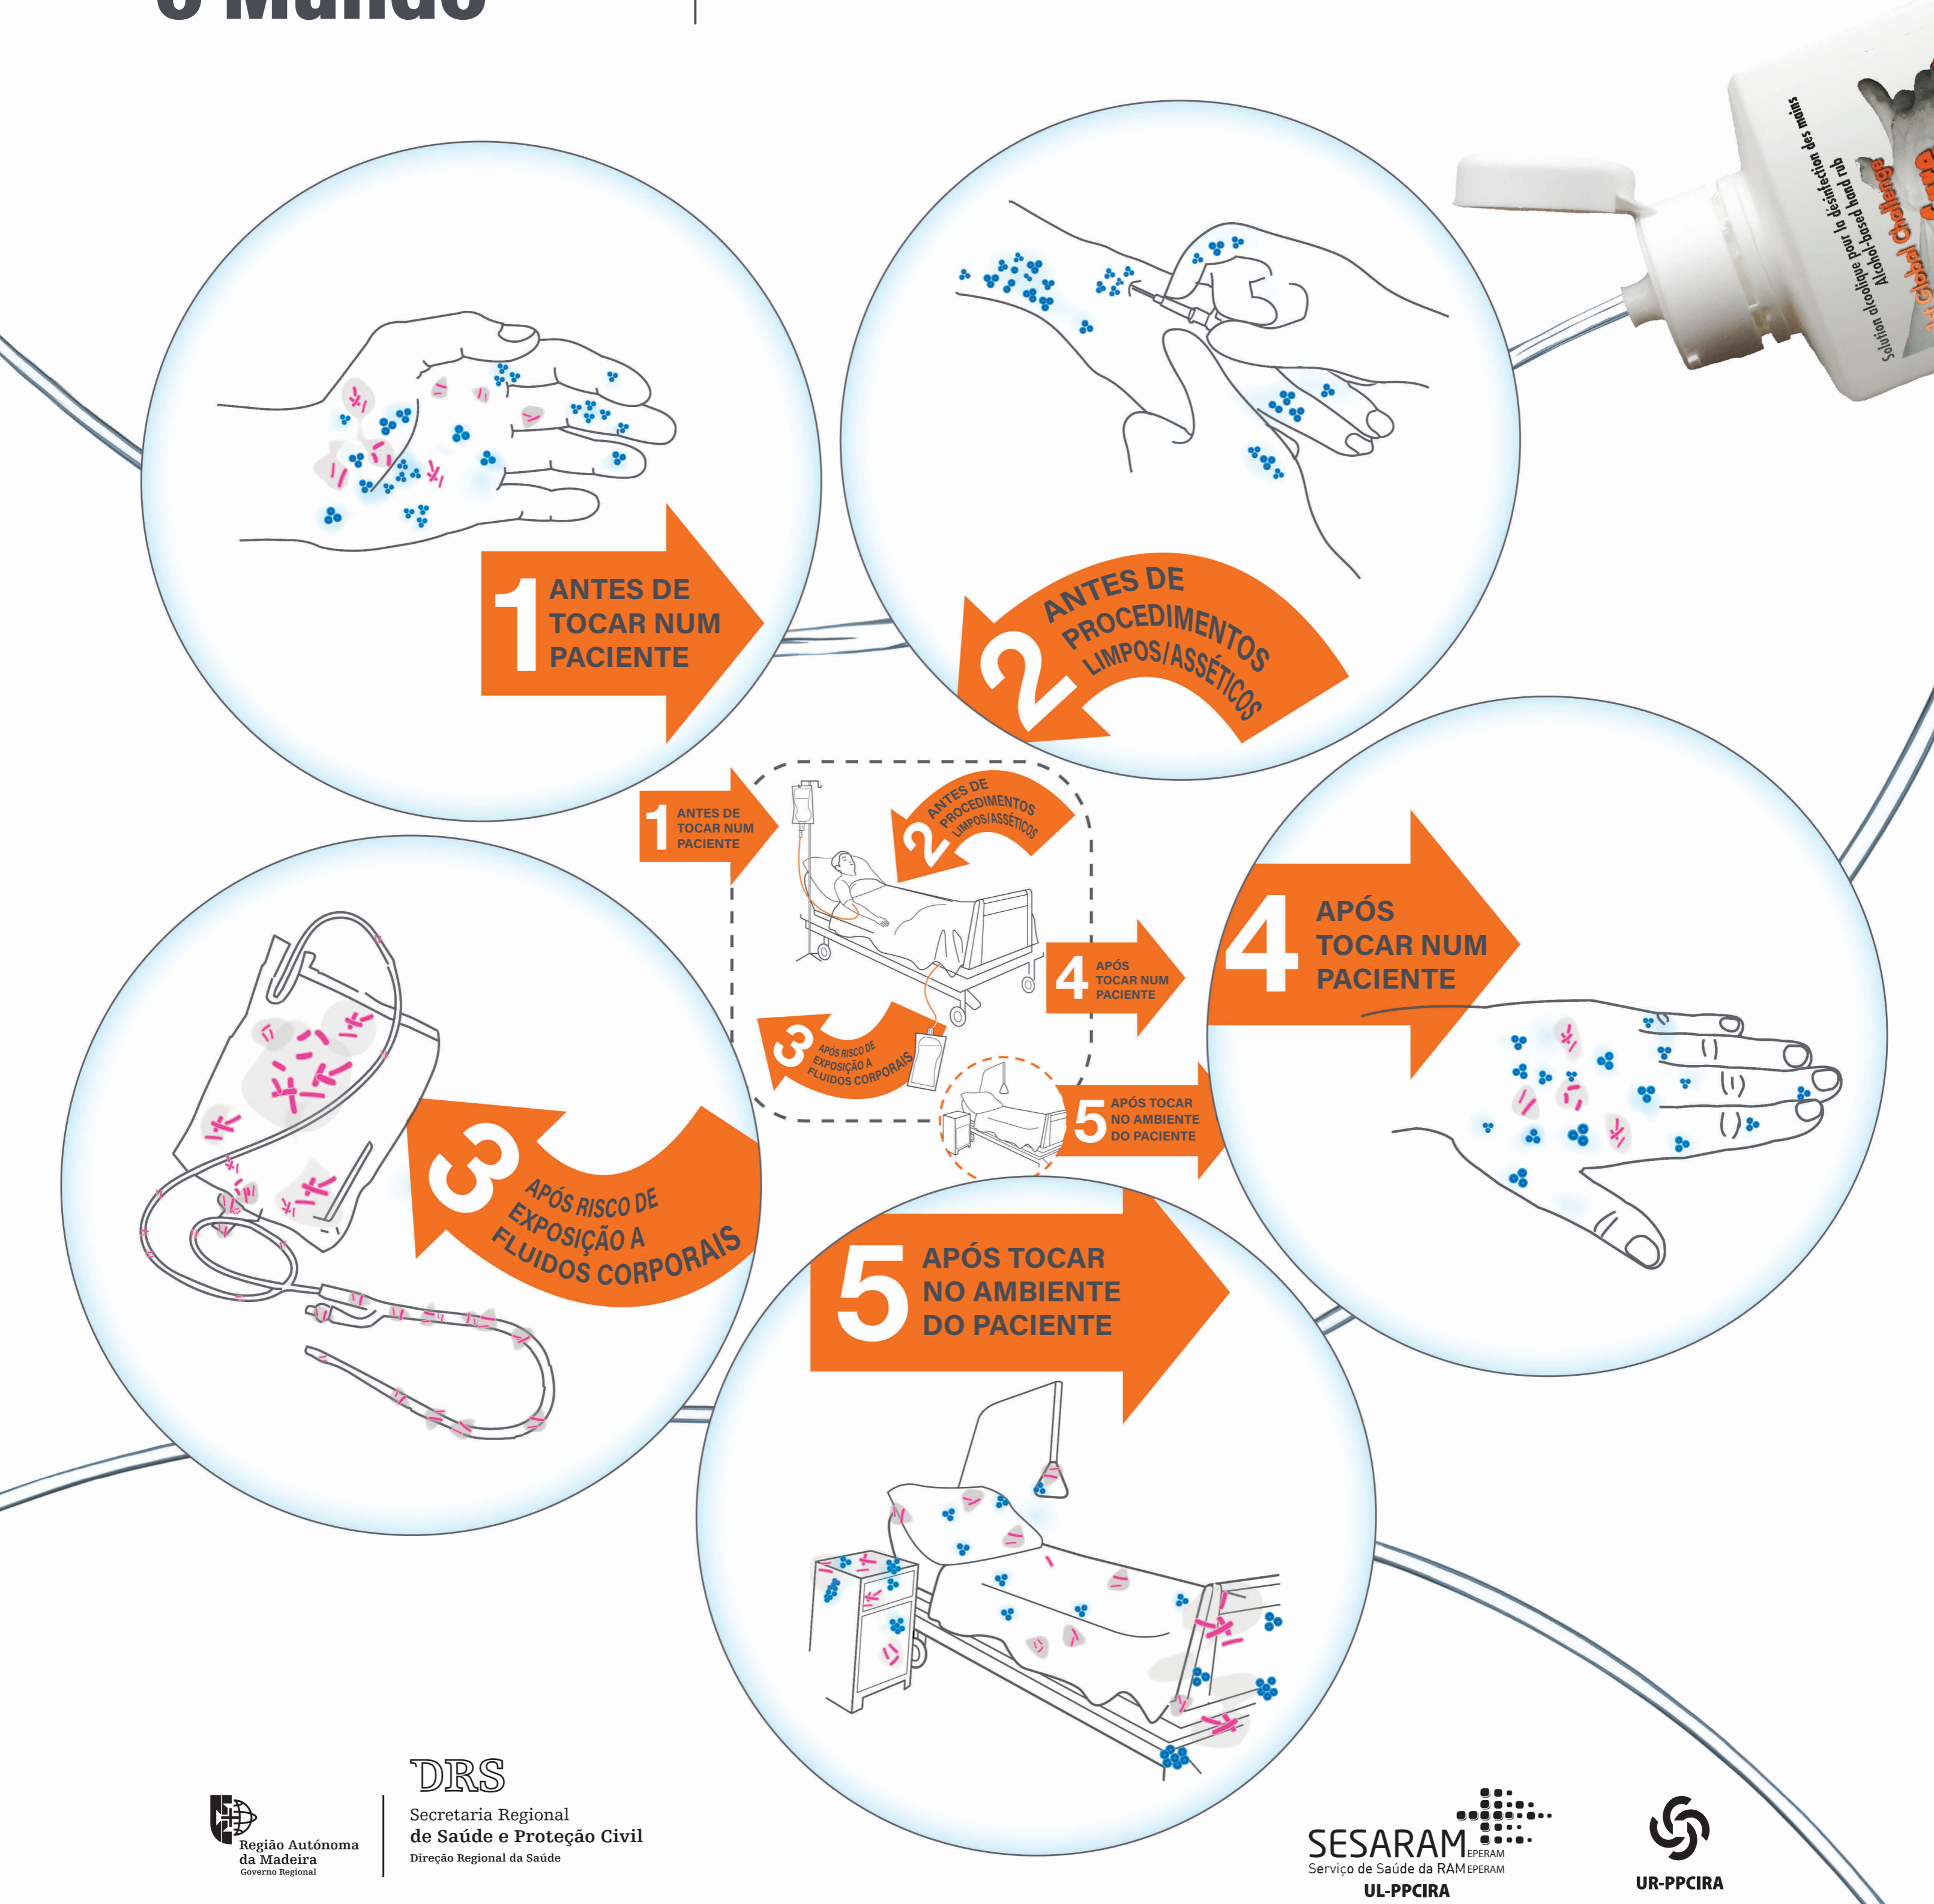 o Mundo
Solution alcoolique pour la désinfection des mains
Alcohol-based hand rub
Global Challenge
1 ANTES DE
TOCAR NUM
PACIENTE
2 ANTES DE
PROCEDIMENTOS
LIMPOS/ASSÉTICOS
1 ANTES DE
TOCAR NUM
PACIENTE
2 ANTES DE
PROCEDIMENTOS
LIMPOS/ASSÉTICOS
4 APÓS
TOCAR NUM
PACIENTE
3 APÓS RISCO DE
EXPOSIÇÃO A
FLUIDOS CORPORAIS
5 APÓS TOCAR
NO AMBIENTE
DO PACIENTE
4 APÓS
TOCAR NUM
PACIENTE
3 APÓS RISCO DE
EXPOSIÇÃO A
FLUIDOS CORPORAIS
5 APÓS TOCAR
NO AMBIENTE
DO PACIENTE
Região Autónoma
da Madeira
Governo Regional
DRS
Secretaria Regional
de Saúde e Proteção Civil
Direção Regional da Saúde
SESARAM
EPERAM
Serviço de Saúde da RAM EPERAM
UL-PPCIRA
UR-PPCIRA